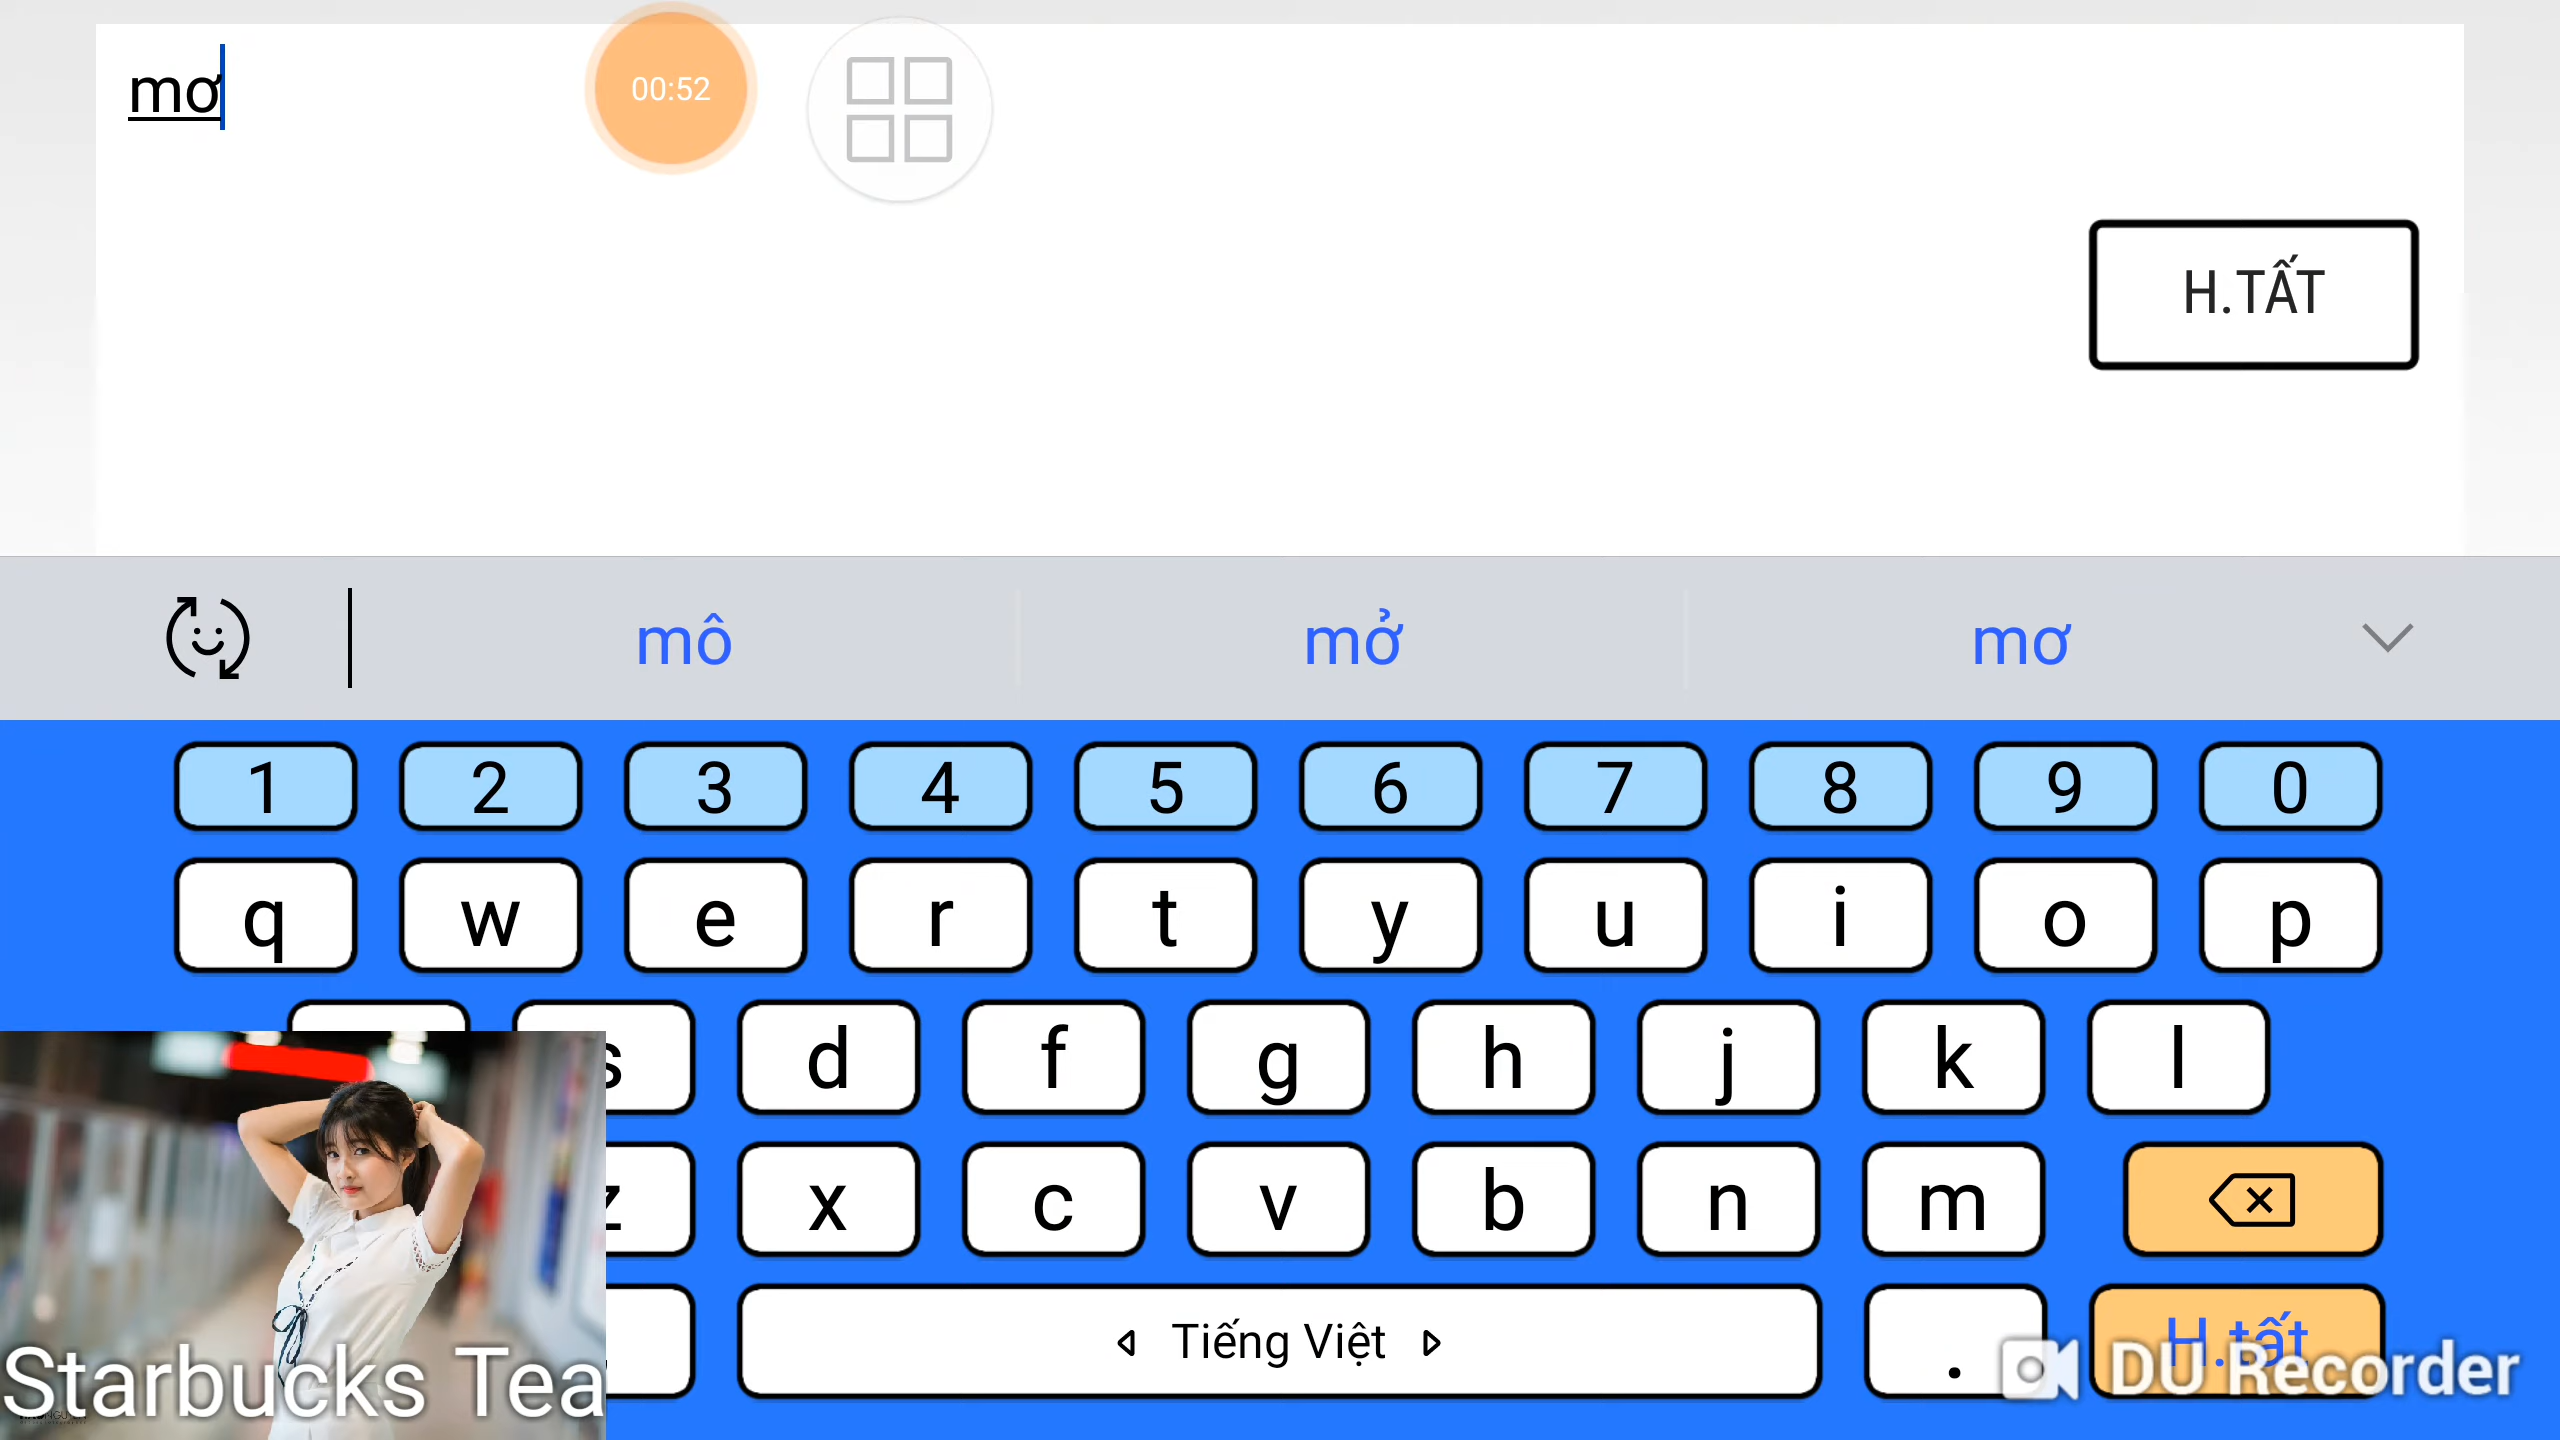 mơ
00:52
H.TẤT
mô mở mơ
1 2 3 4 5 6 7 8 9 0
q w e r t y u i o p
s d f g h j k l
z x c v b n m
Tiếng Việt . H.tất
Starbucks Tea
DU Recorder